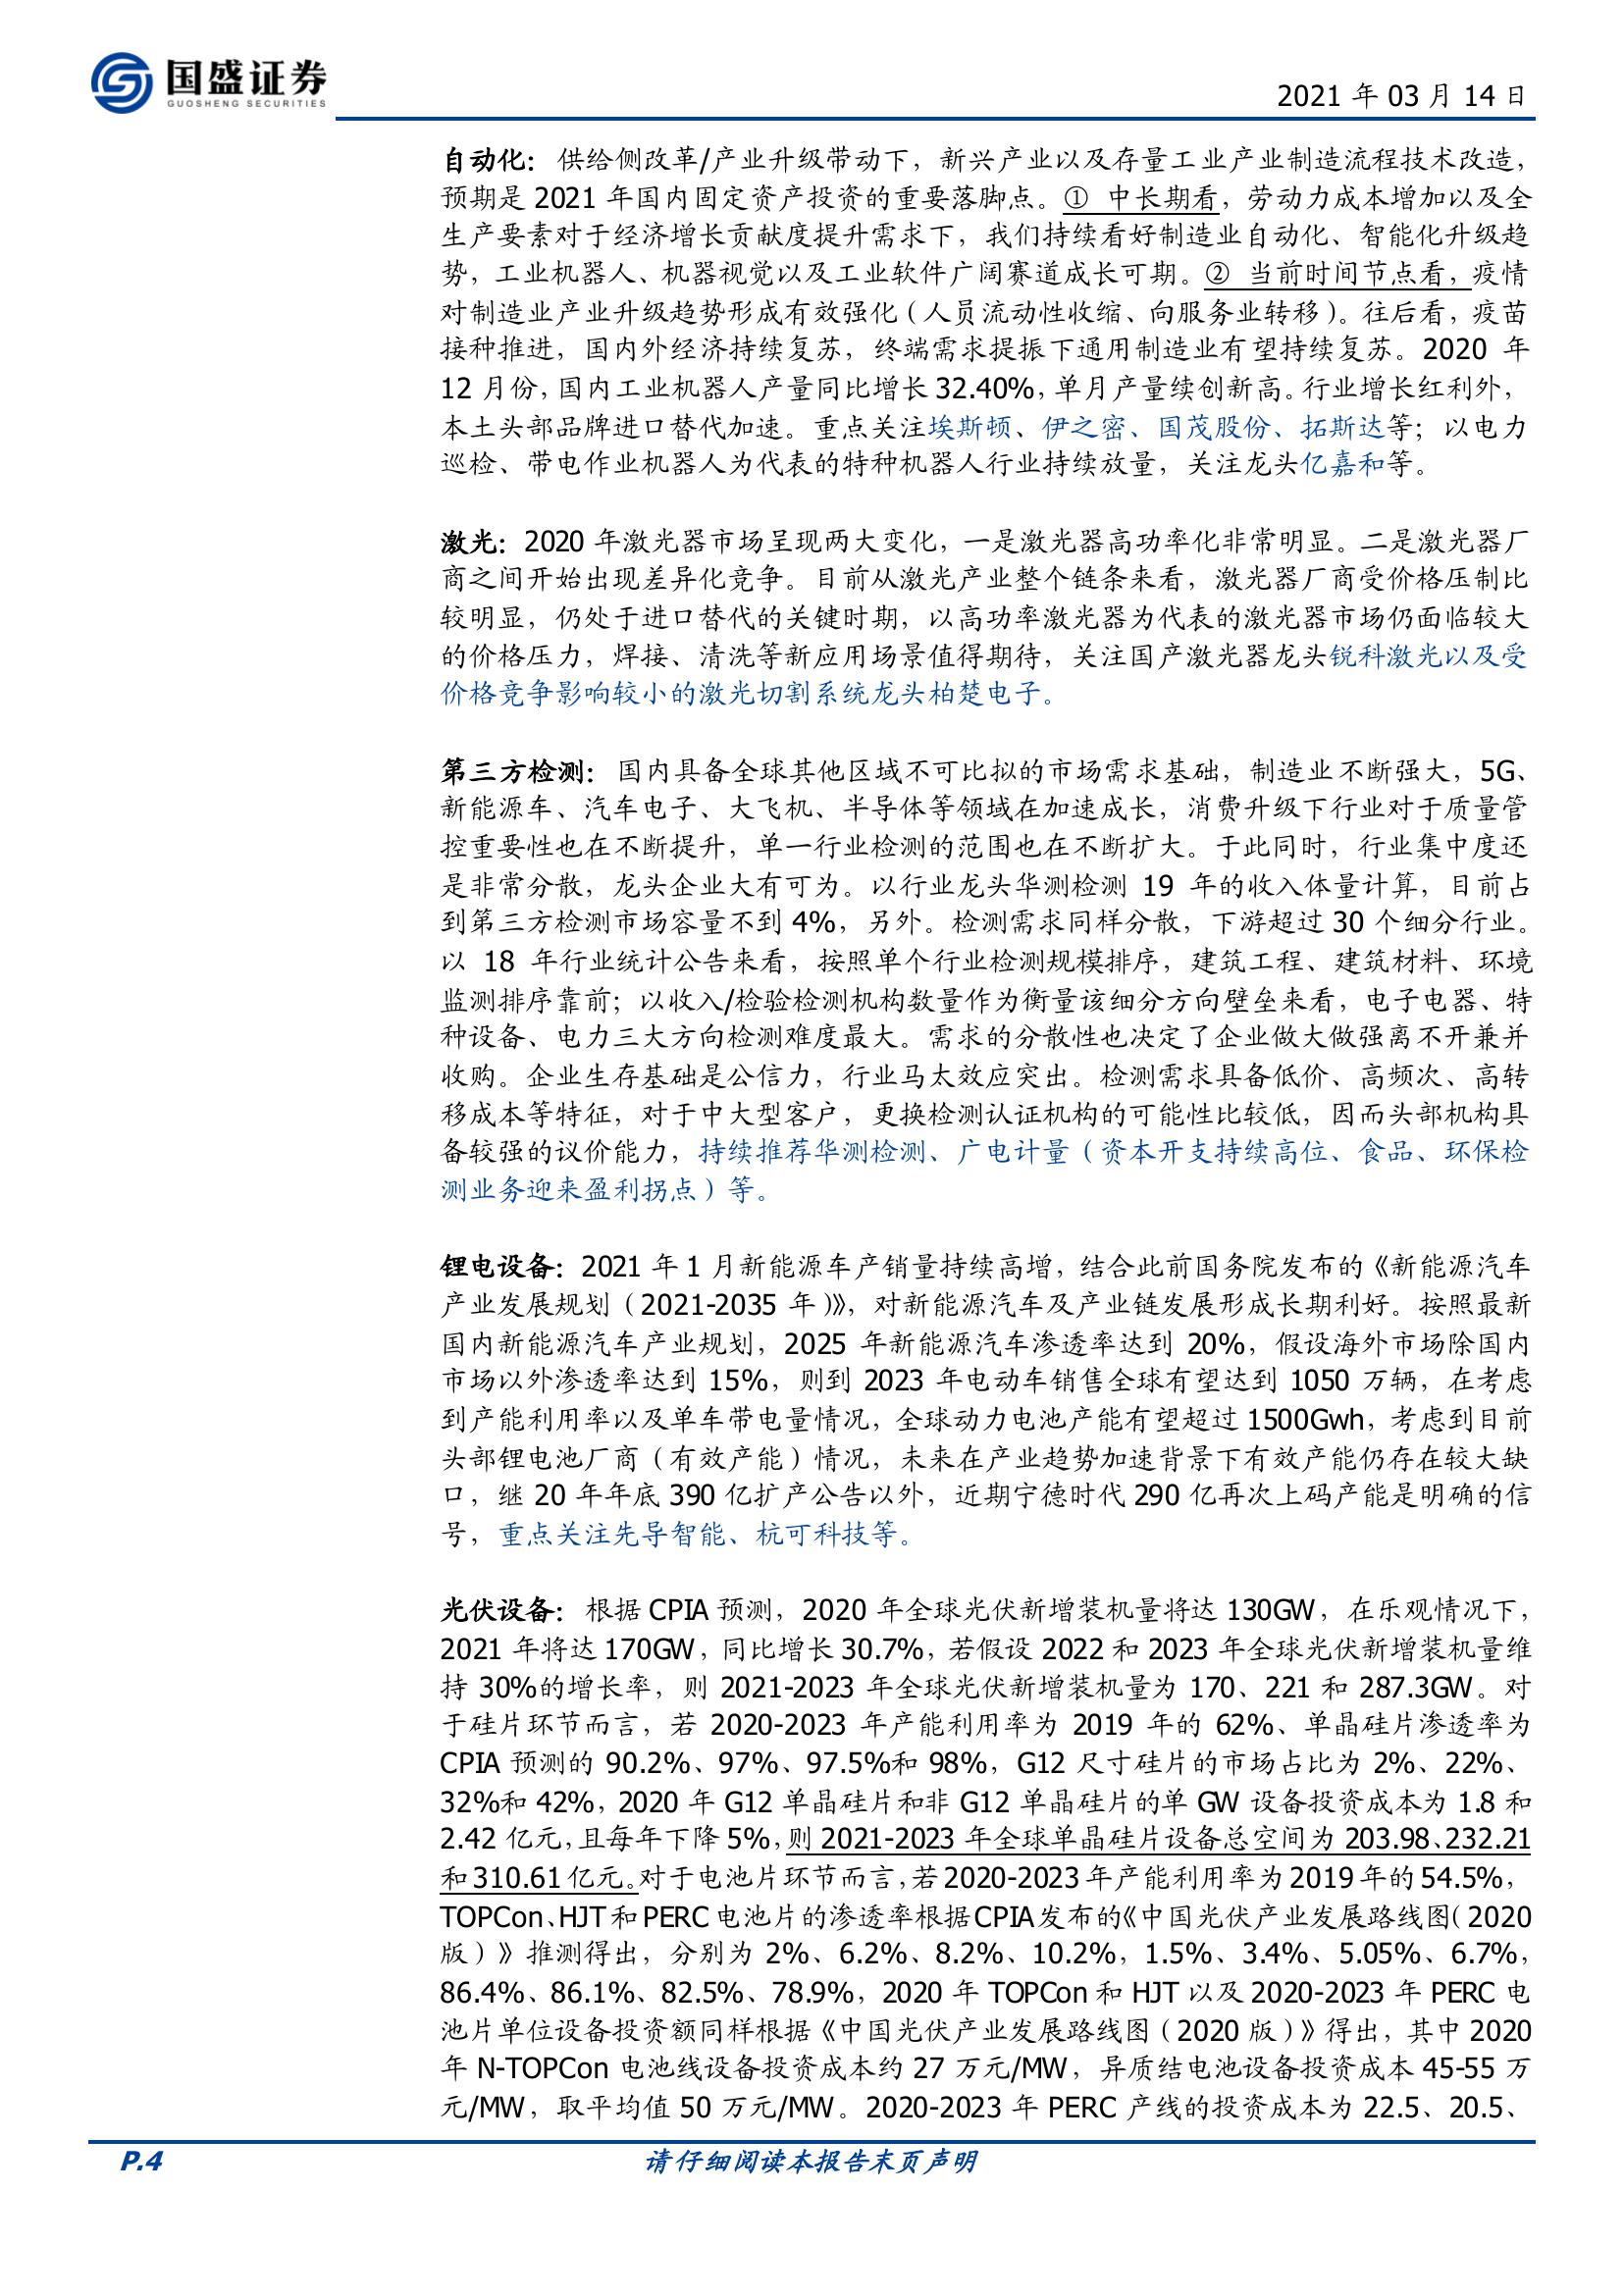 国盛证券
GUOSHENG SECURITIES
2021 年 03 月 14 日
自动化：供给侧改革/产业升级带动下，新兴产业以及存量工业产业制造流程技术改造，
预期是 2021 年国内固定资产投资的重要落脚点。① 中长期看，劳动力成本增加以及全
生产要素对于经济增长贡献度提升需求下，我们持续看好制造业自动化、智能化升级趋
势，工业机器人、机器视觉以及工业软件广阔赛道成长可期。② 当前时间节点看，疫情
对制造业产业升级趋势形成有效强化（人员流动性收缩、向服务业转移）。往后看，疫苗
接种推进，国内外经济持续复苏，终端需求提振下通用制造业有望持续复苏。2020 年
12 月份，国内工业机器人产量同比增长 32.40%，单月产量续创新高。行业增长红利外，
本土头部品牌进口替代加速。重点关注埃斯顿、伊之密、国茂股份、拓斯达等；以电力
巡检、带电作业机器人为代表的特种机器人行业持续放量，关注龙头亿嘉和等。
激光：2020 年激光器市场呈现两大变化，一是激光器高功率化非常明显。二是激光器厂
商之间开始出现差异化竞争。目前从激光产业整个链条来看，激光器厂商受价格压制比
较明显，仍处于进口替代的关键时期，以高功率激光器为代表的激光器市场仍面临较大
的价格压力，焊接、清洗等新应用场景值得期待，关注国产激光器龙头锐科激光以及受
价格竞争影响较小的激光切割系统龙头柏楚电子。
第三方检测：国内具备全球其他区域不可比拟的市场需求基础，制造业不断强大，5G、
新能源车、汽车电子、大飞机、半导体等领域在加速成长，消费升级下行业对于质量管
控重要性也在不断提升，单一行业检测的范围也在不断扩大。于此同时，行业集中度还
是非常分散，龙头企业大有可为。以行业龙头华测检测 19 年的收入体量计算，目前占
到第三方检测市场容量不到 4%，另外。检测需求同样分散，下游超过 30 个细分行业。
以 18 年行业统计公告来看，按照单个行业检测规模排序，建筑工程、建筑材料、环境
监测排序靠前；以收入/检验检测机构数量作为衡量该细分方向壁垒来看，电子电器、特
种设备、电力三大方向检测难度最大。需求的分散性也决定了企业做大做强离不开兼并
收购。企业生存基础是公信力，行业马太效应突出。检测需求具备低价、高频次、高转
移成本等特征，对于中大型客户，更换检测认证机构的可能性比较低，因而头部机构具
备较强的议价能力，持续推荐华测检测、广电计量（资本开支持续高位、食品、环保检
测业务迎来盈利拐点）等。
锂电设备：2021 年 1 月新能源车产销量持续高增，结合此前国务院发布的《新能源汽车
产业发展规划（2021-2035 年）》，对新能源汽车及产业链发展形成长期利好。按照最新
国内新能源汽车产业规划，2025 年新能源汽车渗透率达到 20%，假设海外市场除国内
市场以外渗透率达到 15%，则到 2023 年电动车销售全球有望达到 1050 万辆，在考虑
到产能利用率以及单车带电量情况，全球动力电池产能有望超过 1500Gwh，考虑到目前
头部锂电池厂商（有效产能）情况，未来在产业趋势加速背景下有效产能仍存在较大缺
口，继 20 年年底 390 亿扩产公告以外，近期宁德时代 290 亿再次上码产能是明确的信
号，重点关注先导智能、杭可科技等。
光伏设备：根据 CPIA 预测，2020 年全球光伏新增装机量将达 130GW，在乐观情况下，
2021 年将达 170GW，同比增长 30.7%，若假设 2022 和 2023 年全球光伏新增装机量维
持 30%的增长率，则 2021-2023 年全球光伏新增装机量为 170、221 和 287.3GW。对
于硅片环节而言，若 2020-2023 年产能利用率为 2019 年的 62%、单晶硅片渗透率为
CPIA 预测的 90.2%、97%、97.5%和 98%，G12 尺寸硅片的市场占比为 2%、22%、
32%和 42%，2020 年 G12 单晶硅片和非 G12 单晶硅片的单 GW 设备投资成本为 1.8 和
2.42 亿元，且每年下降 5%，则 2021-2023 年全球单晶硅片设备总空间为 203.98、232.21
和 310.61 亿元。对于电池片环节而言，若 2020-2023 年产能利用率为 2019 年的 54.5%，
TOPCon、HJT 和 PERC 电池片的渗透率根据 CPIA 发布的《中国光伏产业发展路线图（2020
版）》推测得出，分别为 2%、6.2%、8.2%、10.2%，1.5%、3.4%、5.05%、6.7%，
86.4%、86.1%、82.5%、78.9%，2020 年 TOPCon 和 HJT 以及 2020-2023 年 PERC 电
池片单位设备投资额同样根据《中国光伏产业发展路线图（2020 版）》得出，其中 2020
年 N-TOPCon 电池线设备投资成本约 27 万元/MW，异质结电池设备投资成本 45-55 万
元/MW，取平均值 50 万元/MW。2020-2023 年 PERC 产线的投资成本为 22.5、20.5、
P.4
请仔细阅读本报告末页声明